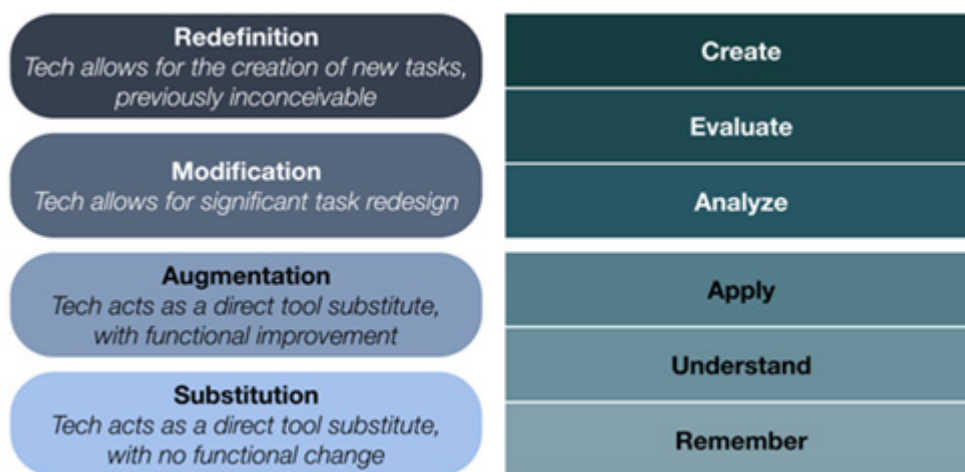 Redefinition
Tech allows for the creation of new tasks,
previously inconceivable
Modification
Tech allows for significant task redesign
Augmentation
Tech acts as a direct tool substitute,
with functional improvement
Substitution
Tech acts as a direct tool substitute,
with no functional change
Create
Evaluate
Analyze
Apply
Understand
Remember